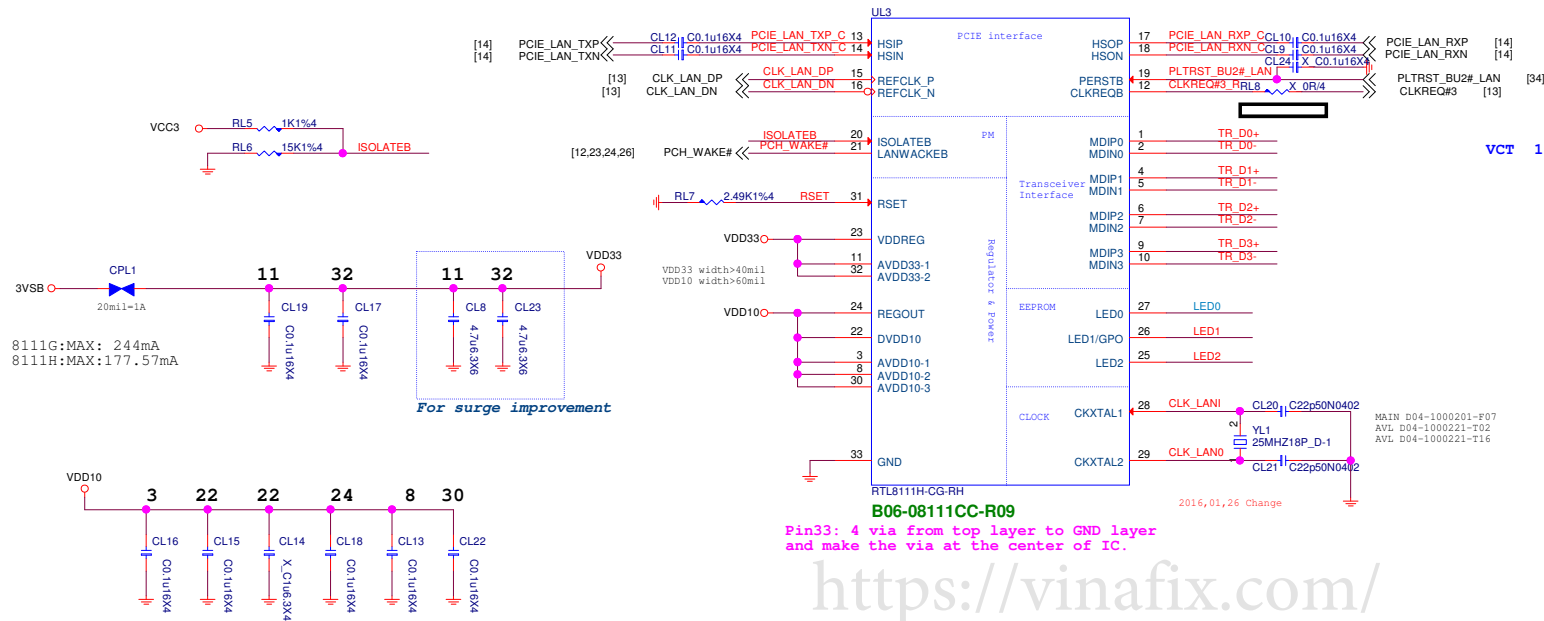 UL3
PCIE interface
[14] PCIE_LAN_TXP CL12 C0.1u16X4 PCIE_LAN_TXP_C 13 HSIP
[14] PCIE_LAN_TXN CL11 C0.1u16X4 PCIE_LAN_TXN_C 14 HSIN
[13] CLK_LAN_DP CLK_LAN_DP 15 REFCLK_P
[13] CLK_LAN_DN CLK_LAN_DN 16 REFCLK_N
HSOP 17 PCIE_LAN_RXP_C CL10 C0.1u16X4 PCIE_LAN_RXP [14]
HSON 18 PCIE_LAN_RXN_C CL9 C0.1u16X4 PCIE_LAN_RXN [14]
CL24 X_C0.1u16X4
PERSTB 19 PLTRST_BU2#_LAN PLTRST_BU2#_LAN [34]
CLKREQB 12 CLKREQ#3_R RL8 X_0R/4 CLKREQ#3 [13]
VCC3 RL5 1K1%4
RL6 15K1%4 ISOLATEB
ISOLATEB 20 ISOLATEB
[12,23,24,26] PCH_WAKE# PCH_WAKE# 21 LANWACKEB
PM
RL7 2.49K1%4 RSET 31 RSET
Transceiver
Interface
MDIP0 1 TR_D0+
MDIN0 2 TR_D0-
MDIP1 4 TR_D1+
MDIN1 5 TR_D1-
MDIP2 6 TR_D2+
MDIN2 7 TR_D2-
MDIP3 9 TR_D3+
MDIN3 10 TR_D3-
VCT 1
VDD33 23 VDDREG
11 AVDD33-1
32 AVDD33-2
VDD33 width>40mil
VDD10 width>60mil
Regulator & Power
VDD10 24 REGOUT
22 DVDD10
3 AVDD10-1
8 AVDD10-2
30 AVDD10-3
EEPROM
LED0 27 LED0
LED1/GPO 26 LED1
LED2 25 LED2
CLOCK
CKXTAL1 28 CLK_LANI CL20 C22p50N0402
2 YL1
25MHZ18P_D-1
1
CKXTAL2 29 CLK_LAN0 CL21 C22p50N0402
MAIN D04-1000201-F07
AVL D04-1000221-T02
AVL D04-1000221-T16
2016,01,26 Change
33 GND
RTL8111H-CG-RH
B06-08111CC-R09
Pin33: 4 via from top layer to GND layer
and make the via at the center of IC.
3VSB CPL1 11 32 11 32 VDD33
20mil=1A
CL19 C0.1u16X4
CL17 C0.1u16X4
CL8 4.7u6.3X6
CL23 4.7u6.3X6
8111G:MAX: 244mA
8111H:MAX:177.57mA
For surge improvement
VDD10 3 22 22 24 8 30
CL16 C0.1u16X4
CL15 C0.1u16X4
CL14 X_C1u6.3X4
CL18 C0.1u16X4
CL13 C0.1u16X4
CL22 C0.1u16X4
https://vinafix.com/